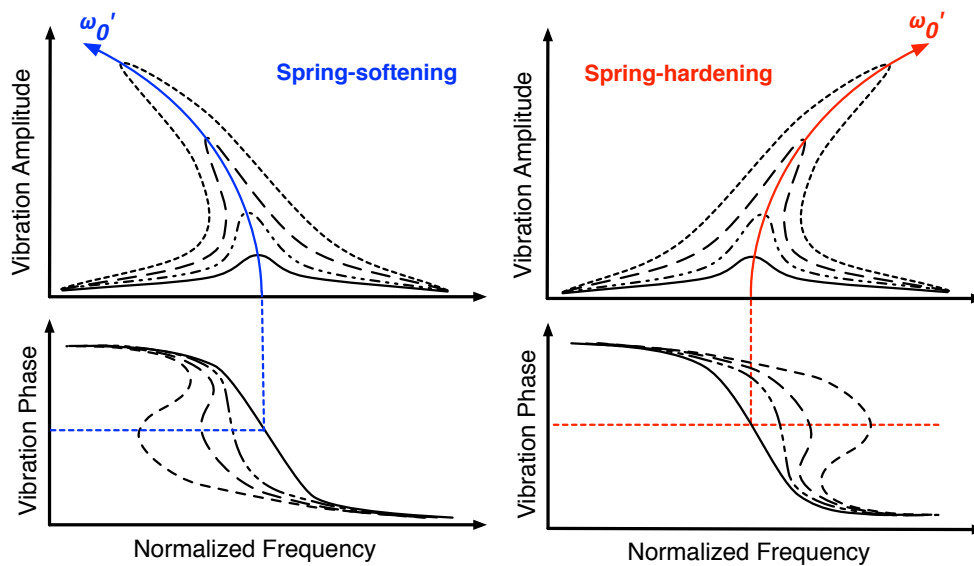 ω₀'
Spring-softening
Vibration Amplitude
ω₀'
Spring-hardening
Vibration Amplitude
Vibration Phase
Normalized Frequency
Vibration Phase
Normalized Frequency